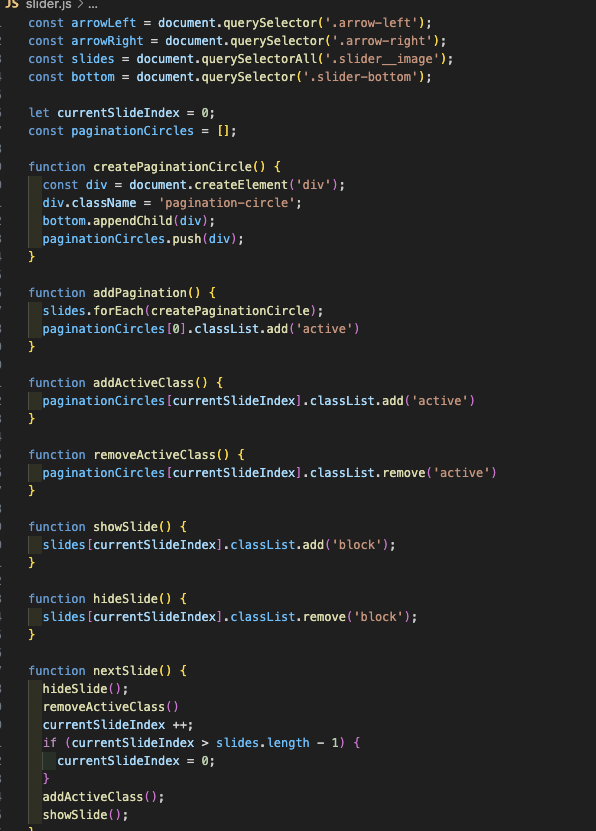 JS slider.js > ...
const arrowLeft = document.querySelector('.arrow-left');
const arrowRight = document.querySelector('.arrow-right');
const slides = document.querySelectorAll('.slider__image');
const bottom = document.querySelector('.slider-bottom');
let currentSlideIndex = 0;
const paginationCircles = [];
function createPaginationCircle() {
const div = document.createElement('div');
div.className = 'pagination-circle';
bottom.appendChild(div);
paginationCircles.push(div);
}
function addPagination() {
slides.forEach(createPaginationCircle);
paginationCircles[0].classList.add('active')
}
function addActiveClass() {
paginationCircles[currentSlideIndex].classList.add('active')
}
function removeActiveClass() {
paginationCircles[currentSlideIndex].classList.remove('active')
}
function showSlide() {
slides[currentSlideIndex].classList.add('block');
}
function hideSlide() {
slides[currentSlideIndex].classList.remove('block');
}
function nextSlide() {
hideSlide();
removeActiveClass()
currentSlideIndex ++;
if (currentSlideIndex > slides.length - 1) {
currentSlideIndex = 0;
}
addActiveClass();
showSlide();
}